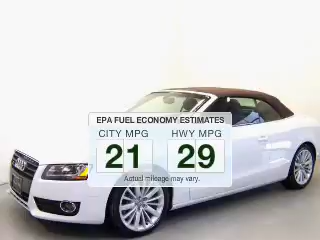 EPA FUEL ECONOMY ESTIMATES
CITY MPG HWY MPG
21 29
Actual mileage may vary.